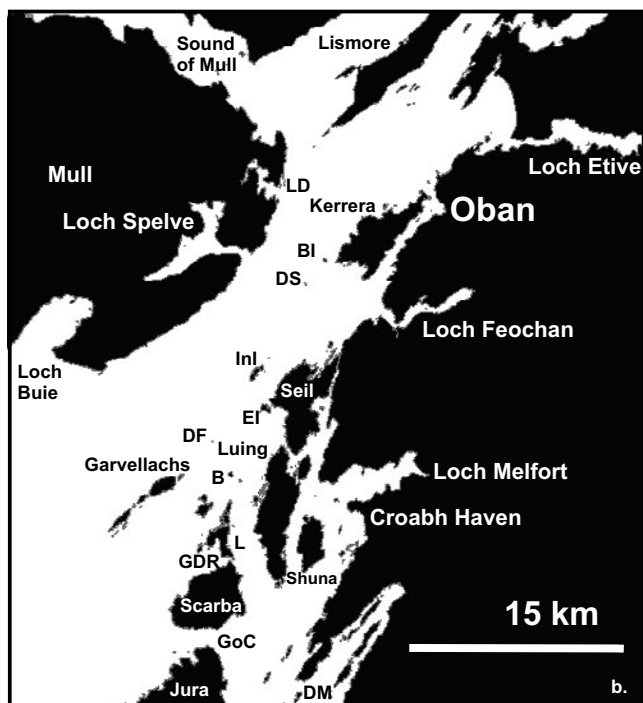 Sound
of Mull
Lismore
Loch Etive
Mull
LD
Kerrera
Oban
Loch Spelve
BI
DS
Loch Feochan
InI
Loch
Buie
Seil
EI
DF
Luing
Garvellachs
B
Loch Melfort
Croabh Haven
L
GDR
Shuna
Scarba
15 km
GoC
Jura
DM
b.